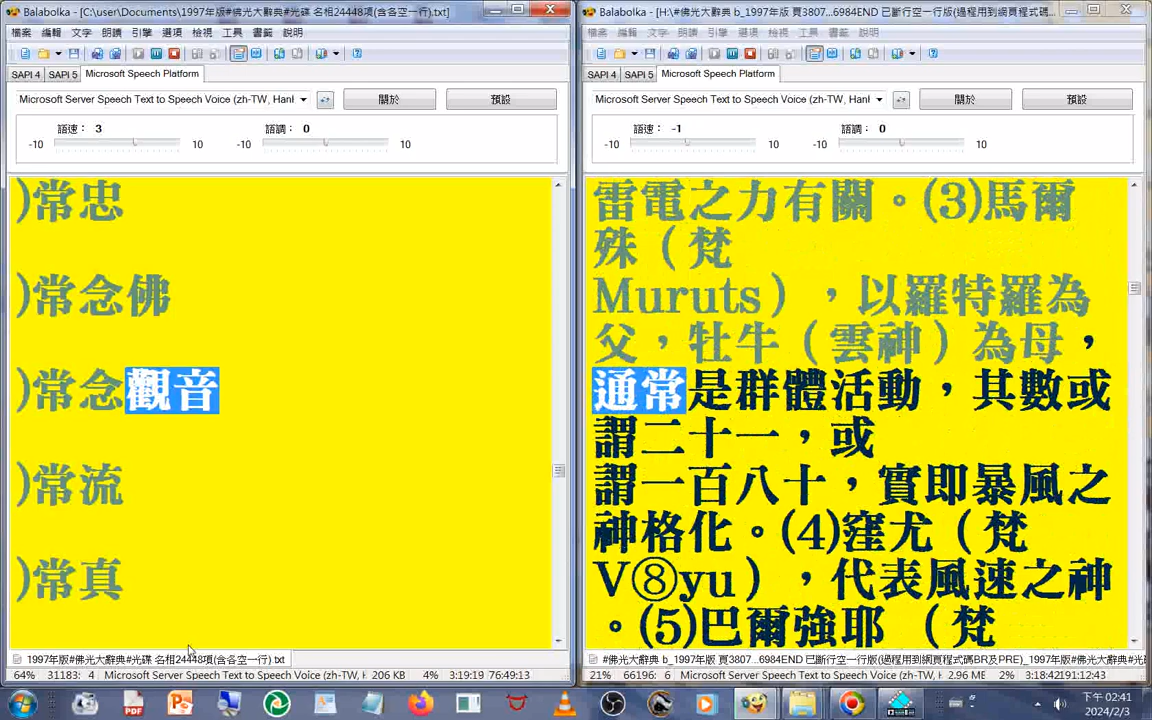 Balabolka - [C:\user\Documents\1997年版#佛光大辭典#光碟 名相24448項(含各空一行).txt]
檔案 編輯 文字 朗讀 引擎 選項 檢視 工具 書籤 說明
SAPI 4 SAPI 5 Microsoft Speech Platform
Microsoft Server Speech Text to Speech Voice (zh-TW, Hanl
關於 預設
語速： 3 語調： 0
-10 10 -10 10
)常忠
)常念佛
)常念觀音
)常流
)常真
1997年版#佛光大辭典#光碟 名相24448項(含各空一行).txt
64% 31183: 4 Microsoft Server Speech Text to Speech Voice (zh-TW, H 206 KB 4% 3:19:19 76:49:13
Balabolka - [H:\#佛光大辭典 b_1997年版 頁3807...6984END 已斷行空一行版(過程用到網頁程式碼...
檔案 編輯 文字 朗讀 引擎 選項 檢視 工具 書籤 說明
SAPI 4 SAPI 5 Microsoft Speech Platform
Microsoft Server Speech Text to Speech Voice (zh-TW, Hanl
關於 預設
語速： -1 語調： 0
-10 10 -10 10
雷電之力有關。(3)馬爾
殊（梵
Muruts），以羅特羅為
父，牡牛（雲神）為母，
通常是群體活動，其數或
謂二十一，或
謂一百八十，實即暴風之
神格化。(4)窪尤（梵
V⑧yu），代表風速之神
。(5)巴爾強耶（梵
#佛光大辭典 b_1997年版 頁3807...6984END 已斷行空一行版(過程用到網頁程式碼BR及PRE)_1997年版#佛光
21% 66196: 6 Microsoft Server Speech Text to Speech Voice (zh-TW, H 2.96 ME 2% 3:18:42191:12:43
下午 02:41
2024/2/3